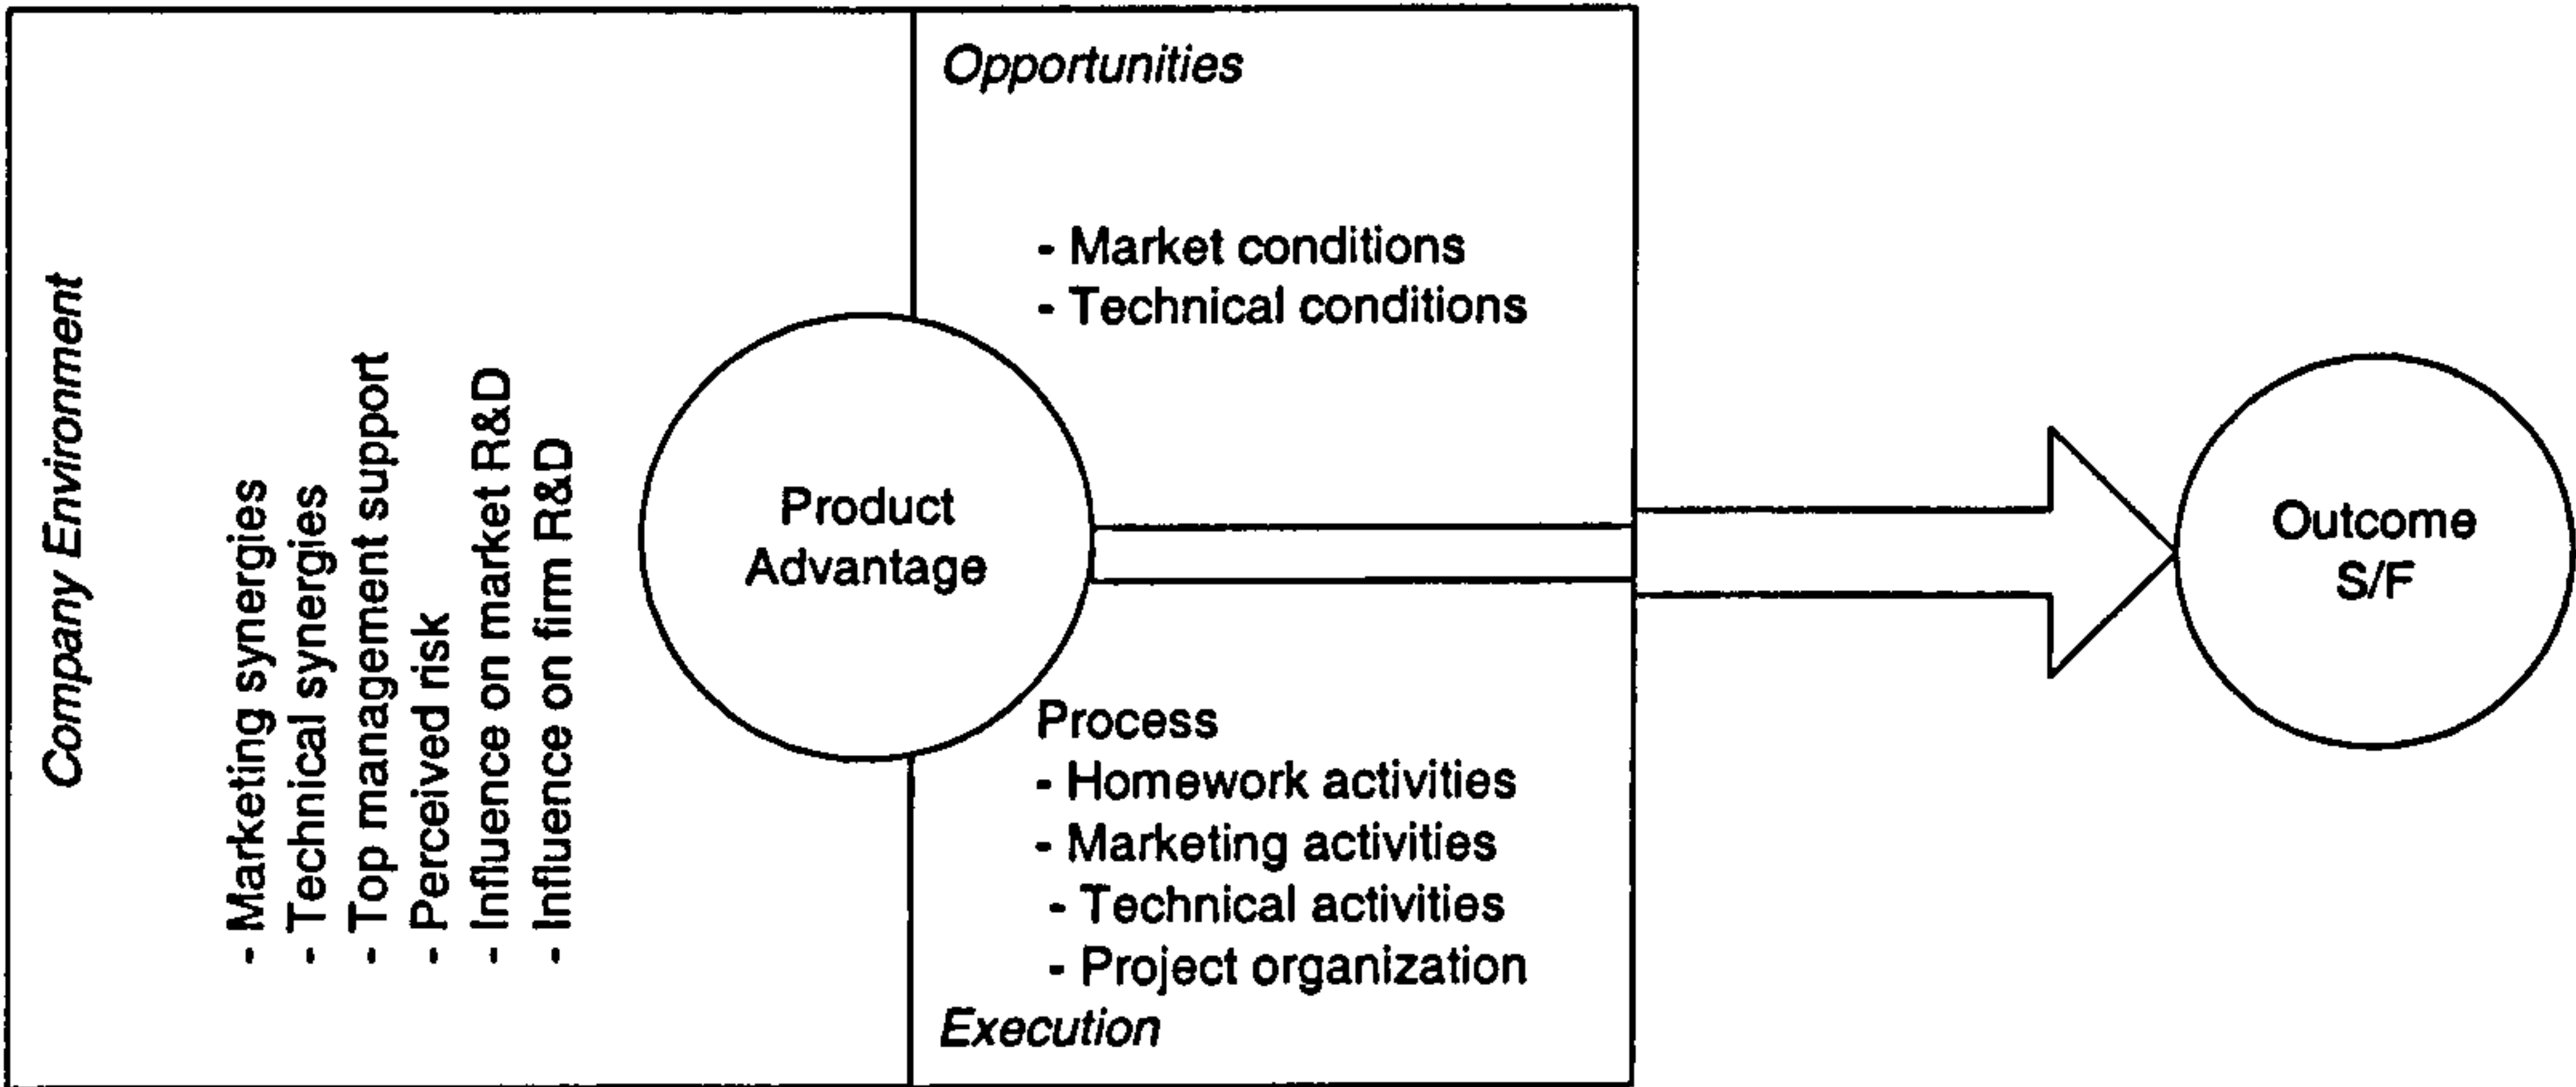 Company Environment
- Marketing synergies
- Technical synergies
- Top management support
- Perceived risk
- Influence on market R&D
- Influence on firm R&D
Product
Advantage
Opportunities
- Market conditions
- Technical conditions
Process
- Homework activities
- Marketing activities
- Technical activities
- Project organization
Execution
Outcome
S/F